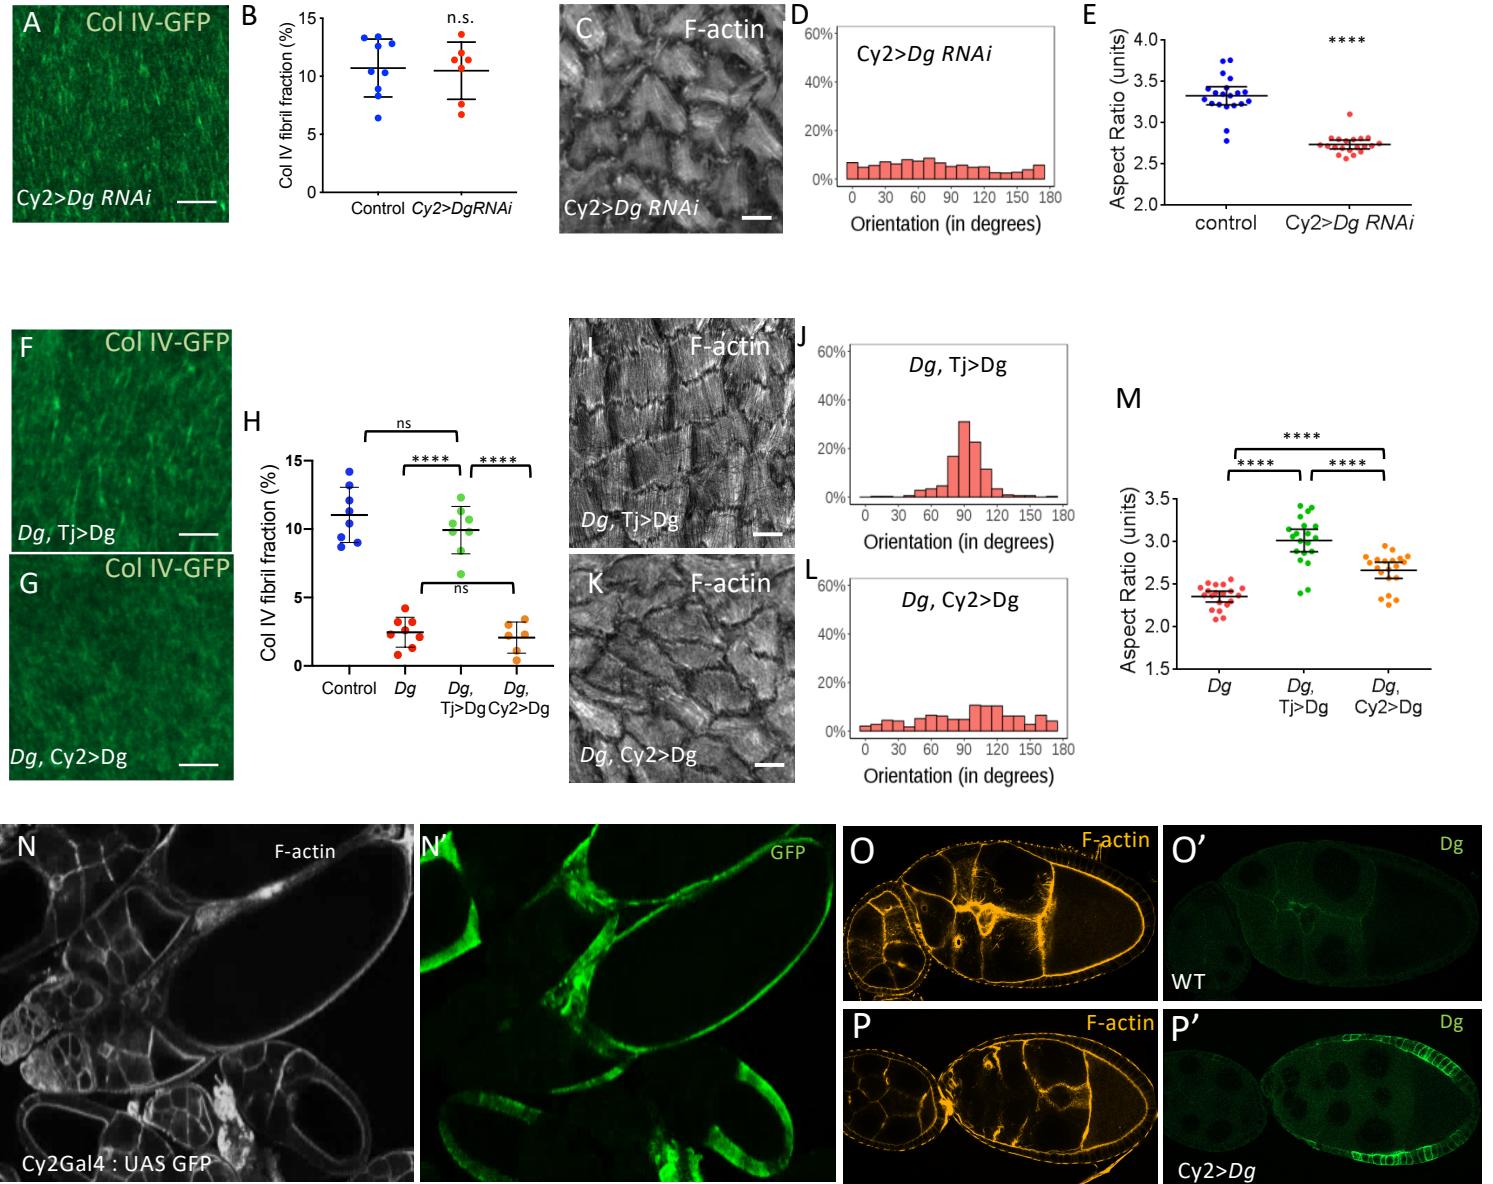 A
Col IV-GFP
Cy2>Dg RNAi
B
n.s.
15
10
5
0
Col IV fibril fraction (%)
Control
Cy2>DgRNAi
C
F-actin
Cy2>Dg RNAi
D
Cy2>Dg RNAi
60%
40%
20%
0%
0 30 60 90 120 150 180
Orientation (in degrees)
E
****
4.0
3.5
3.0
2.5
2.0
Aspect Ratio (units)
control
Cy2>Dg RNAi
F
Col IV-GFP
Dg, Tj>Dg
G
Col IV-GFP
Dg, Cy2>Dg
H
ns
**** ****
ns
15
10
5
0
Col IV fibril fraction (%)
Control
Dg
Dg,
Tj>Dg
Dg,
Cy2>Dg
I
F-actin
Dg, Tj>Dg
J
Dg, Tj>Dg
60%
40%
20%
0%
0 30 60 90 120 150 180
Orientation (in degrees)
K
F-actin
Dg, Cy2>Dg
L
Dg, Cy2>Dg
60%
40%
20%
0%
0 30 60 90 120 150 180
Orientation (in degrees)
M
****
**** ****
3.5
3.0
2.5
2.0
1.5
Aspect Ratio (units)
Dg
Dg,
Tj>Dg
Dg,
Cy2>Dg
N
F-actin
Cy2Gal4 : UAS GFP
N’
GFP
O
F-actin
O’
Dg
WT
P
F-actin
P’
Dg
Cy2>Dg